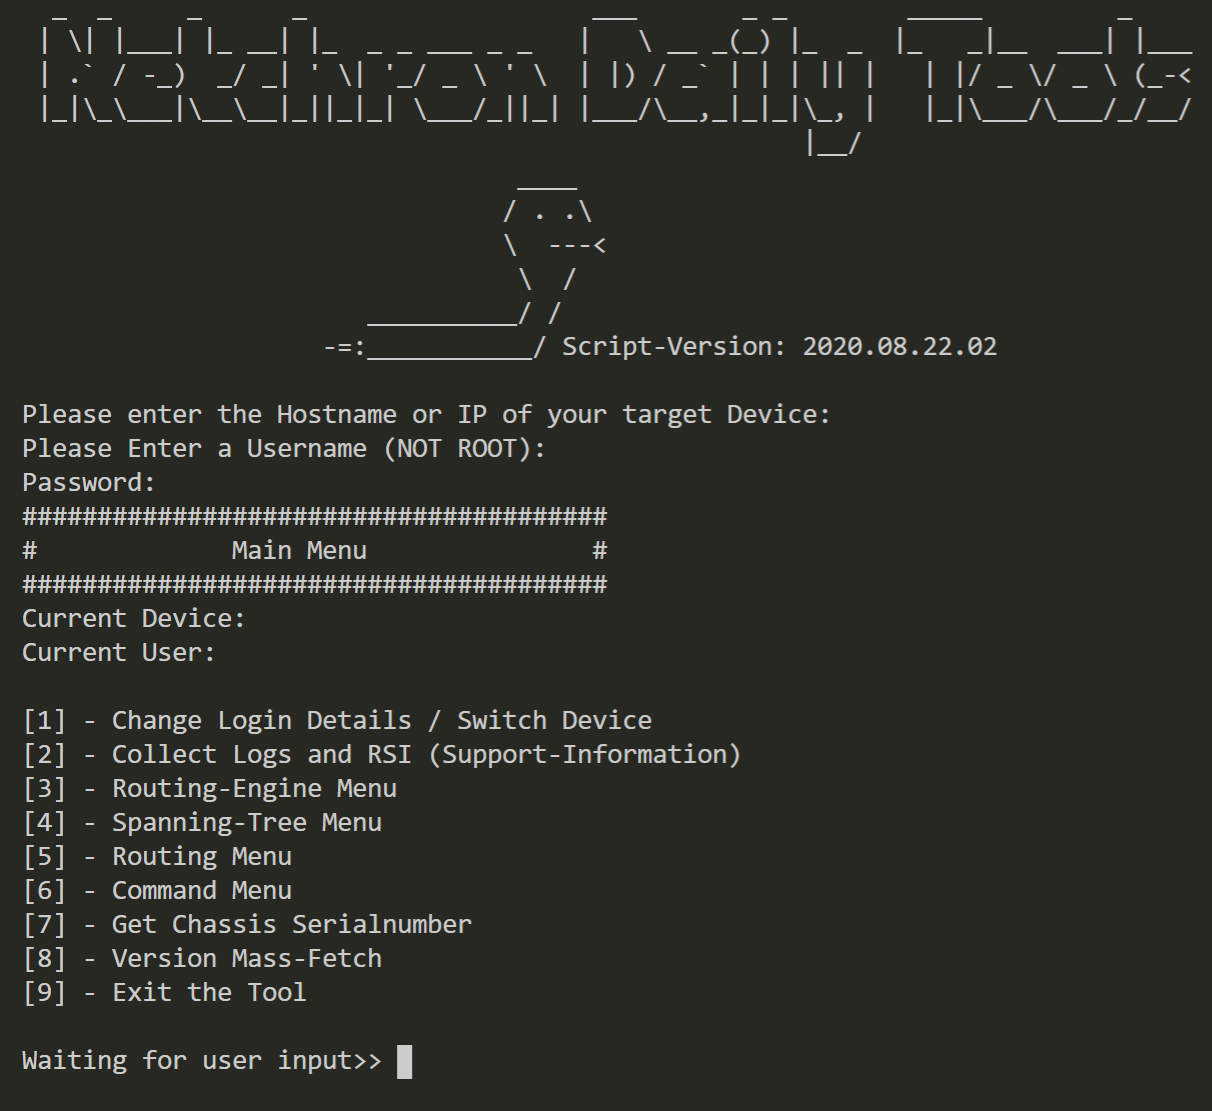 Netchron Daily Tools
Script-Version: 2020.08.22.02
Please enter the Hostname or IP of your target Device:
Please Enter a Username (NOT ROOT):
Password:
#######################################
# Main Menu #
#######################################
Current Device:
Current User:
[1] - Change Login Details / Switch Device
[2] - Collect Logs and RSI (Support-Information)
[3] - Routing-Engine Menu
[4] - Spanning-Tree Menu
[5] - Routing Menu
[6] - Command Menu
[7] - Get Chassis Serialnumber
[8] - Version Mass-Fetch
[9] - Exit the Tool
Waiting for user input>>